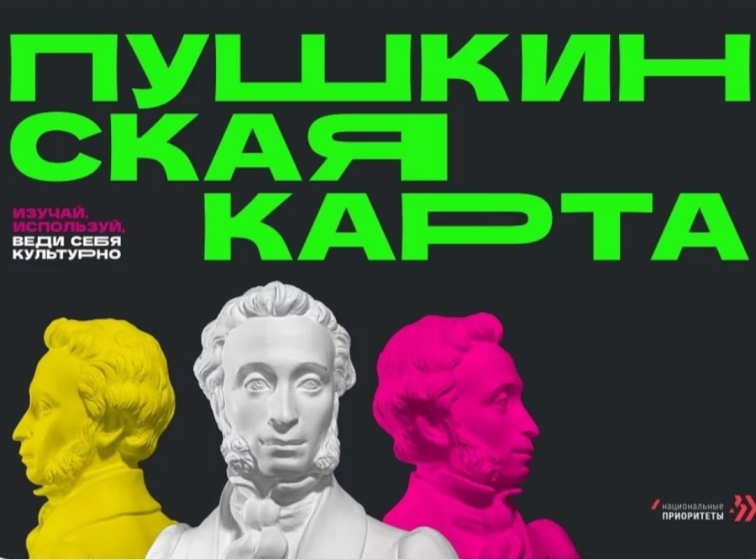 ПУШКИН
СКАЯ
КАРТА
ИЗУЧАЙ,
ИСПОЛЬЗУЙ,
ВЕДИ СЕБЯ
КУЛЬТУРНО
национальные
ПРИОРИТЕТЫ